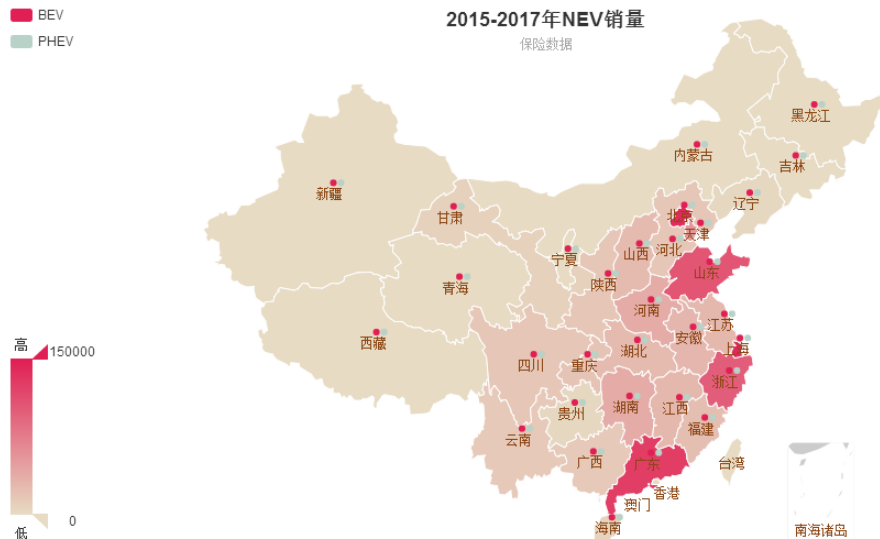 BEV
PHEV
2015-2017年NEV销量
保险数据
黑龙江
内蒙古
吉林
新疆
辽宁
甘肃
北京
天津
山西
河北
宁夏
山东
青海
陕西
河南
江苏
西藏
安徽
高
150000
上海
湖北
四川
重庆
浙江
贵州
湖南
江西
福建
云南
广西
广东
台湾
香港
澳门
0
低
海南
南海诸岛